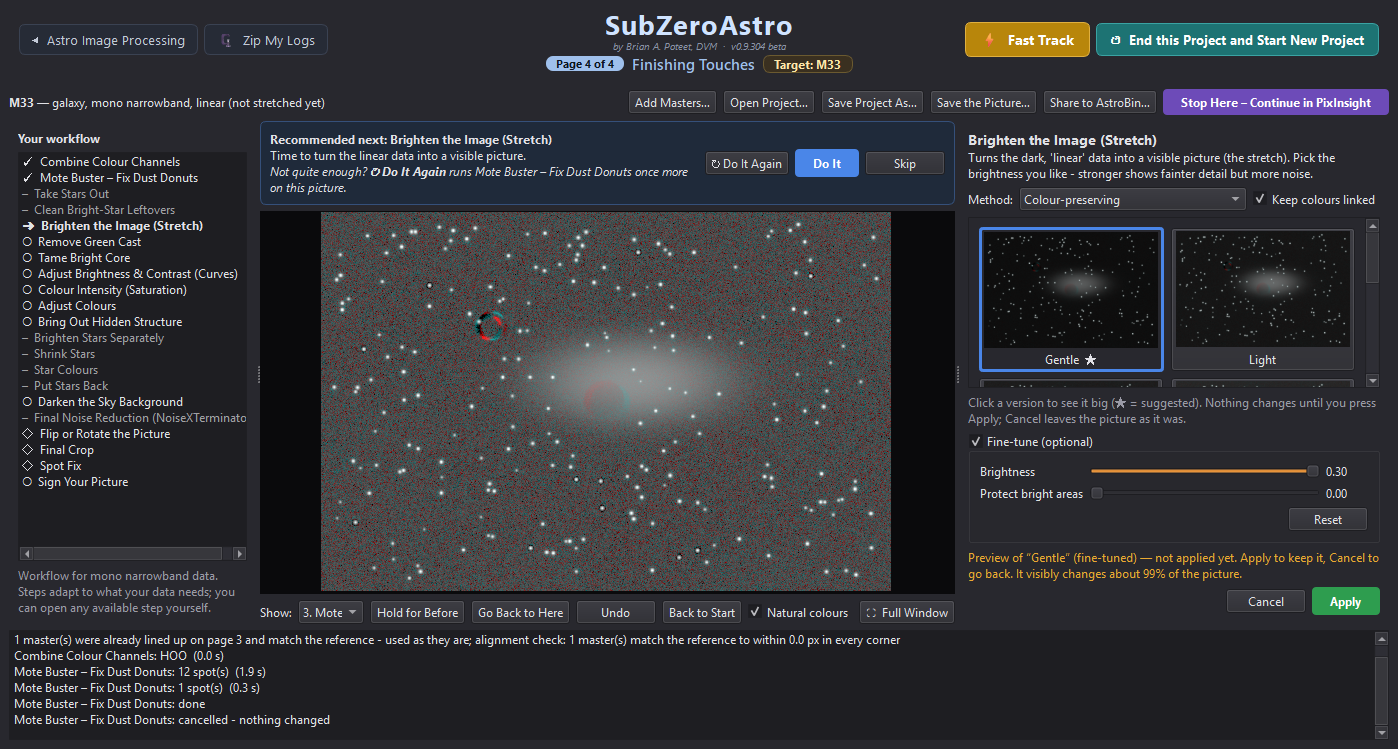 Astro Image Processing
Zip My Logs
SubZeroAstro
by Brian A. Poteet, DVM · v0.9.304 beta
Page 4 of 4
Finishing Touches
Target: M33
Fast Track
End this Project and Start New Project
M33 — galaxy, mono narrowband, linear (not stretched yet)
Add Masters...
Open Project...
Save Project As...
Save the Picture...
Share to AstroBin...
Stop Here – Continue in PixInsight
Your workflow
✓ Combine Colour Channels
✓ Mote Buster – Fix Dust Donuts
– Take Stars Out
– Clean Bright-Star Leftovers
➔ Brighten the Image (Stretch)
○ Remove Green Cast
○ Tame Bright Core
○ Adjust Brightness & Contrast (Curves)
○ Colour Intensity (Saturation)
○ Adjust Colours
○ Bring Out Hidden Structure
– Brighten Stars Separately
– Shrink Stars
– Star Colours
– Put Stars Back
○ Darken the Sky Background
– Final Noise Reduction (NoiseXTerminato
◇ Flip or Rotate the Picture
◇ Final Crop
◇ Spot Fix
○ Sign Your Picture
Workflow for mono narrowband data.
Steps adapt to what your data needs; you
can open any available step yourself.
Recommended next: Brighten the Image (Stretch)
Time to turn the linear data into a visible picture.
Not quite enough? ↻ Do It Again runs Mote Buster – Fix Dust Donuts once more
on this picture.
↻ Do It Again
Do It
Skip
Show:
3. Mote
Hold for Before
Go Back to Here
Undo
Back to Start
✓ Natural colours
Full Window
Brighten the Image (Stretch)
Turns the dark, 'linear' data into a visible picture (the stretch). Pick the
brightness you like - stronger shows fainter detail but more noise.
Method:
Colour-preserving
✓ Keep colours linked
Gentle ★
Light
Click a version to see it big (★ = suggested). Nothing changes until you press
Apply; Cancel leaves the picture as it was.
✓ Fine-tune (optional)
Brightness
0.30
Protect bright areas
0.00
Reset
Preview of “Gentle” (fine-tuned) — not applied yet. Apply to keep it, Cancel to
go back. It visibly changes about 99% of the picture.
Cancel
Apply
1 master(s) were already lined up on page 3 and match the reference - used as they are; alignment check: 1 master(s) match the reference to within 0.0 px in every corner
Combine Colour Channels: HOO (0.0 s)
Mote Buster – Fix Dust Donuts: 12 spot(s) (1.9 s)
Mote Buster – Fix Dust Donuts: 1 spot(s) (0.3 s)
Mote Buster – Fix Dust Donuts: done
Mote Buster – Fix Dust Donuts: cancelled - nothing changed